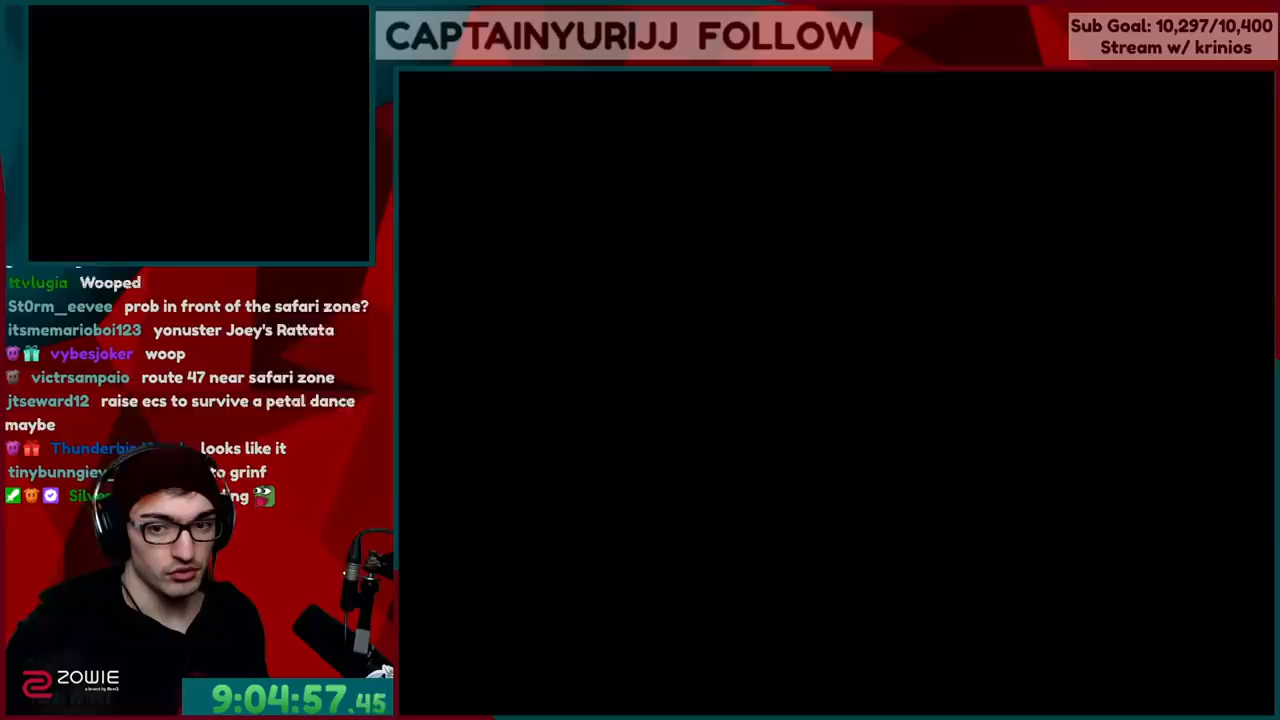 CAPTAINYURIJJ FOLLOW
Sub Goal: 10,297/10,400
Stream w/ krinios
ttvlugia Wooped
St0rm_eevee prob in front of the safari zone?
itsmemarioboi123 yonuster Joey's Rattata
vybesjoker woop
victrsampaio route 47 near safari zone
jtseward12 raise ecs to survive a petal dance
maybe
looks like it
to grinf
ZOWIE
9:04:57.45